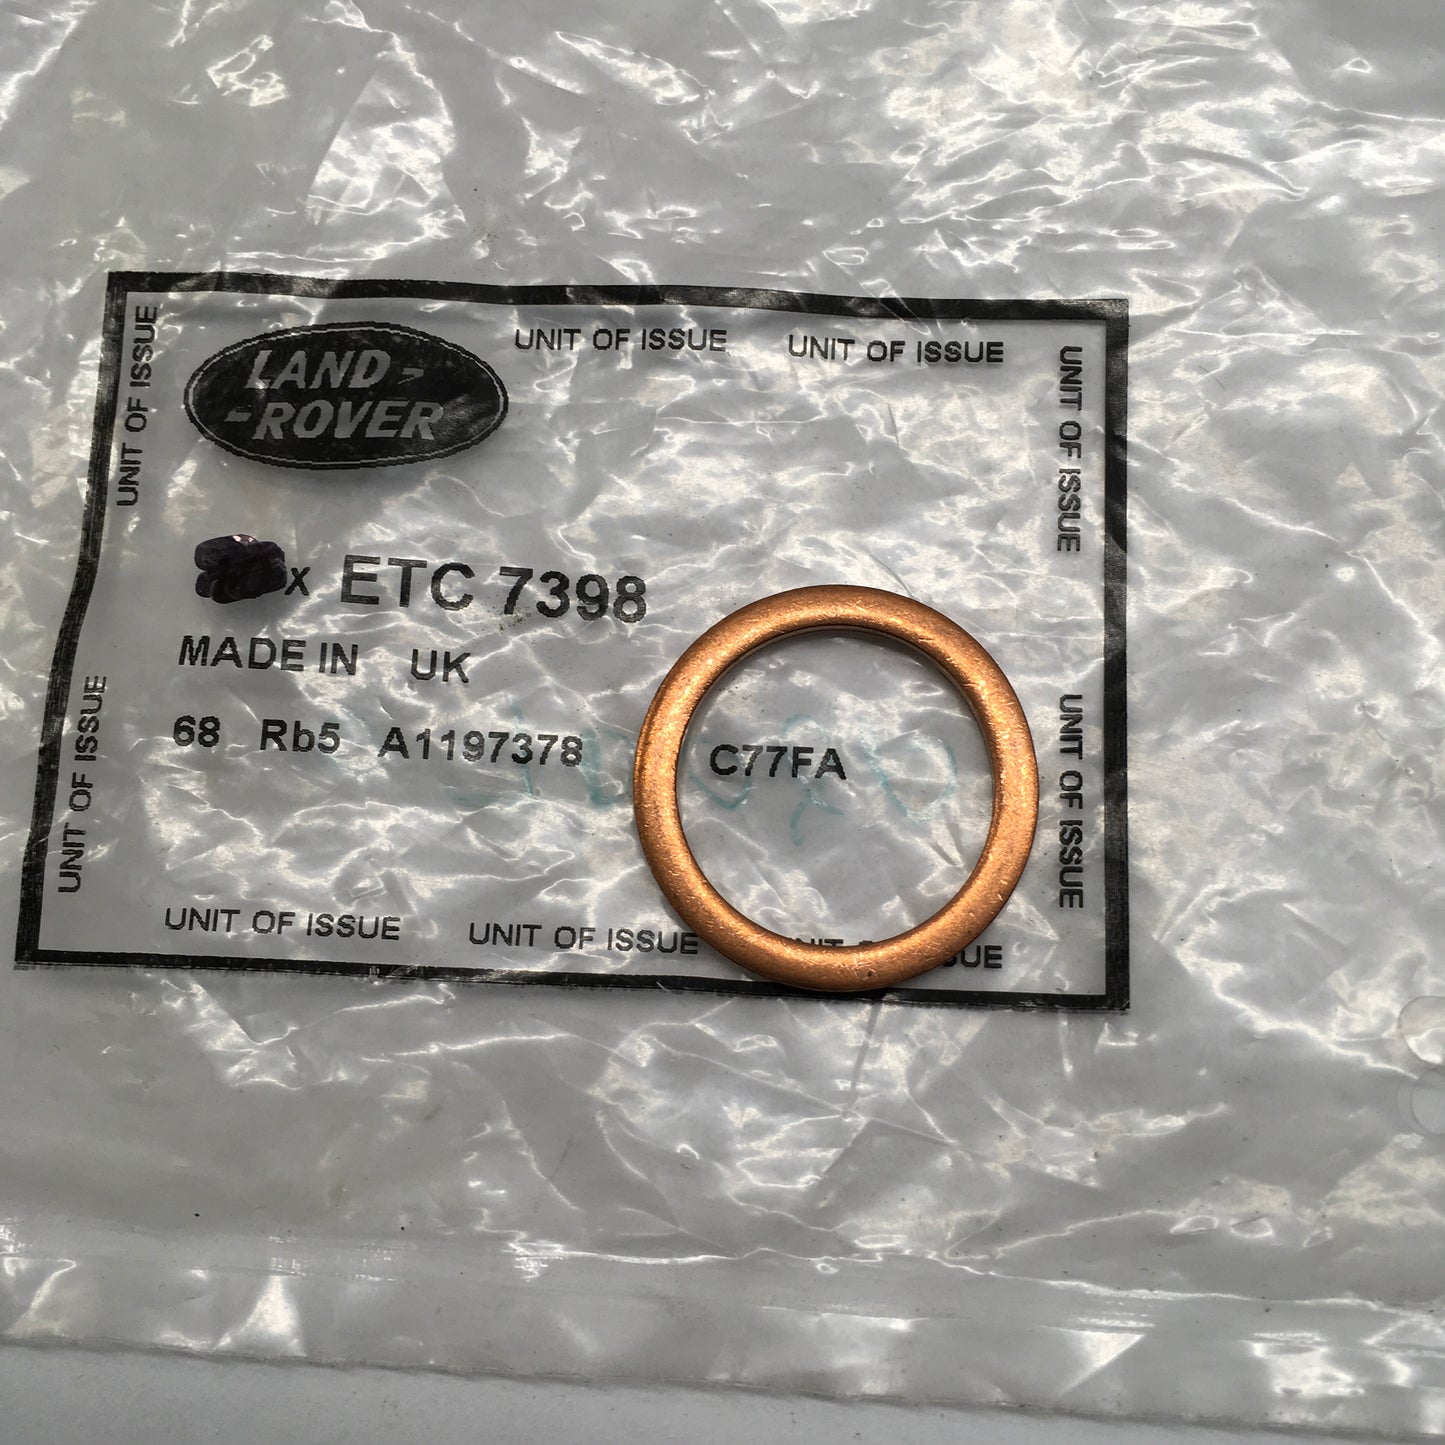 UNIT OF ISSUE UNIT OF ISSUE
LAND -
- ROVER
UNIT OF ISSUE
UNIT OF ISSUE
x ETC 7398
MADE IN UK
68 Rb5 A1197378 C77FA
UNIT OF ISSUE
UNIT OF ISSUE
UNIT OF ISSUE UNIT OF ISSUE